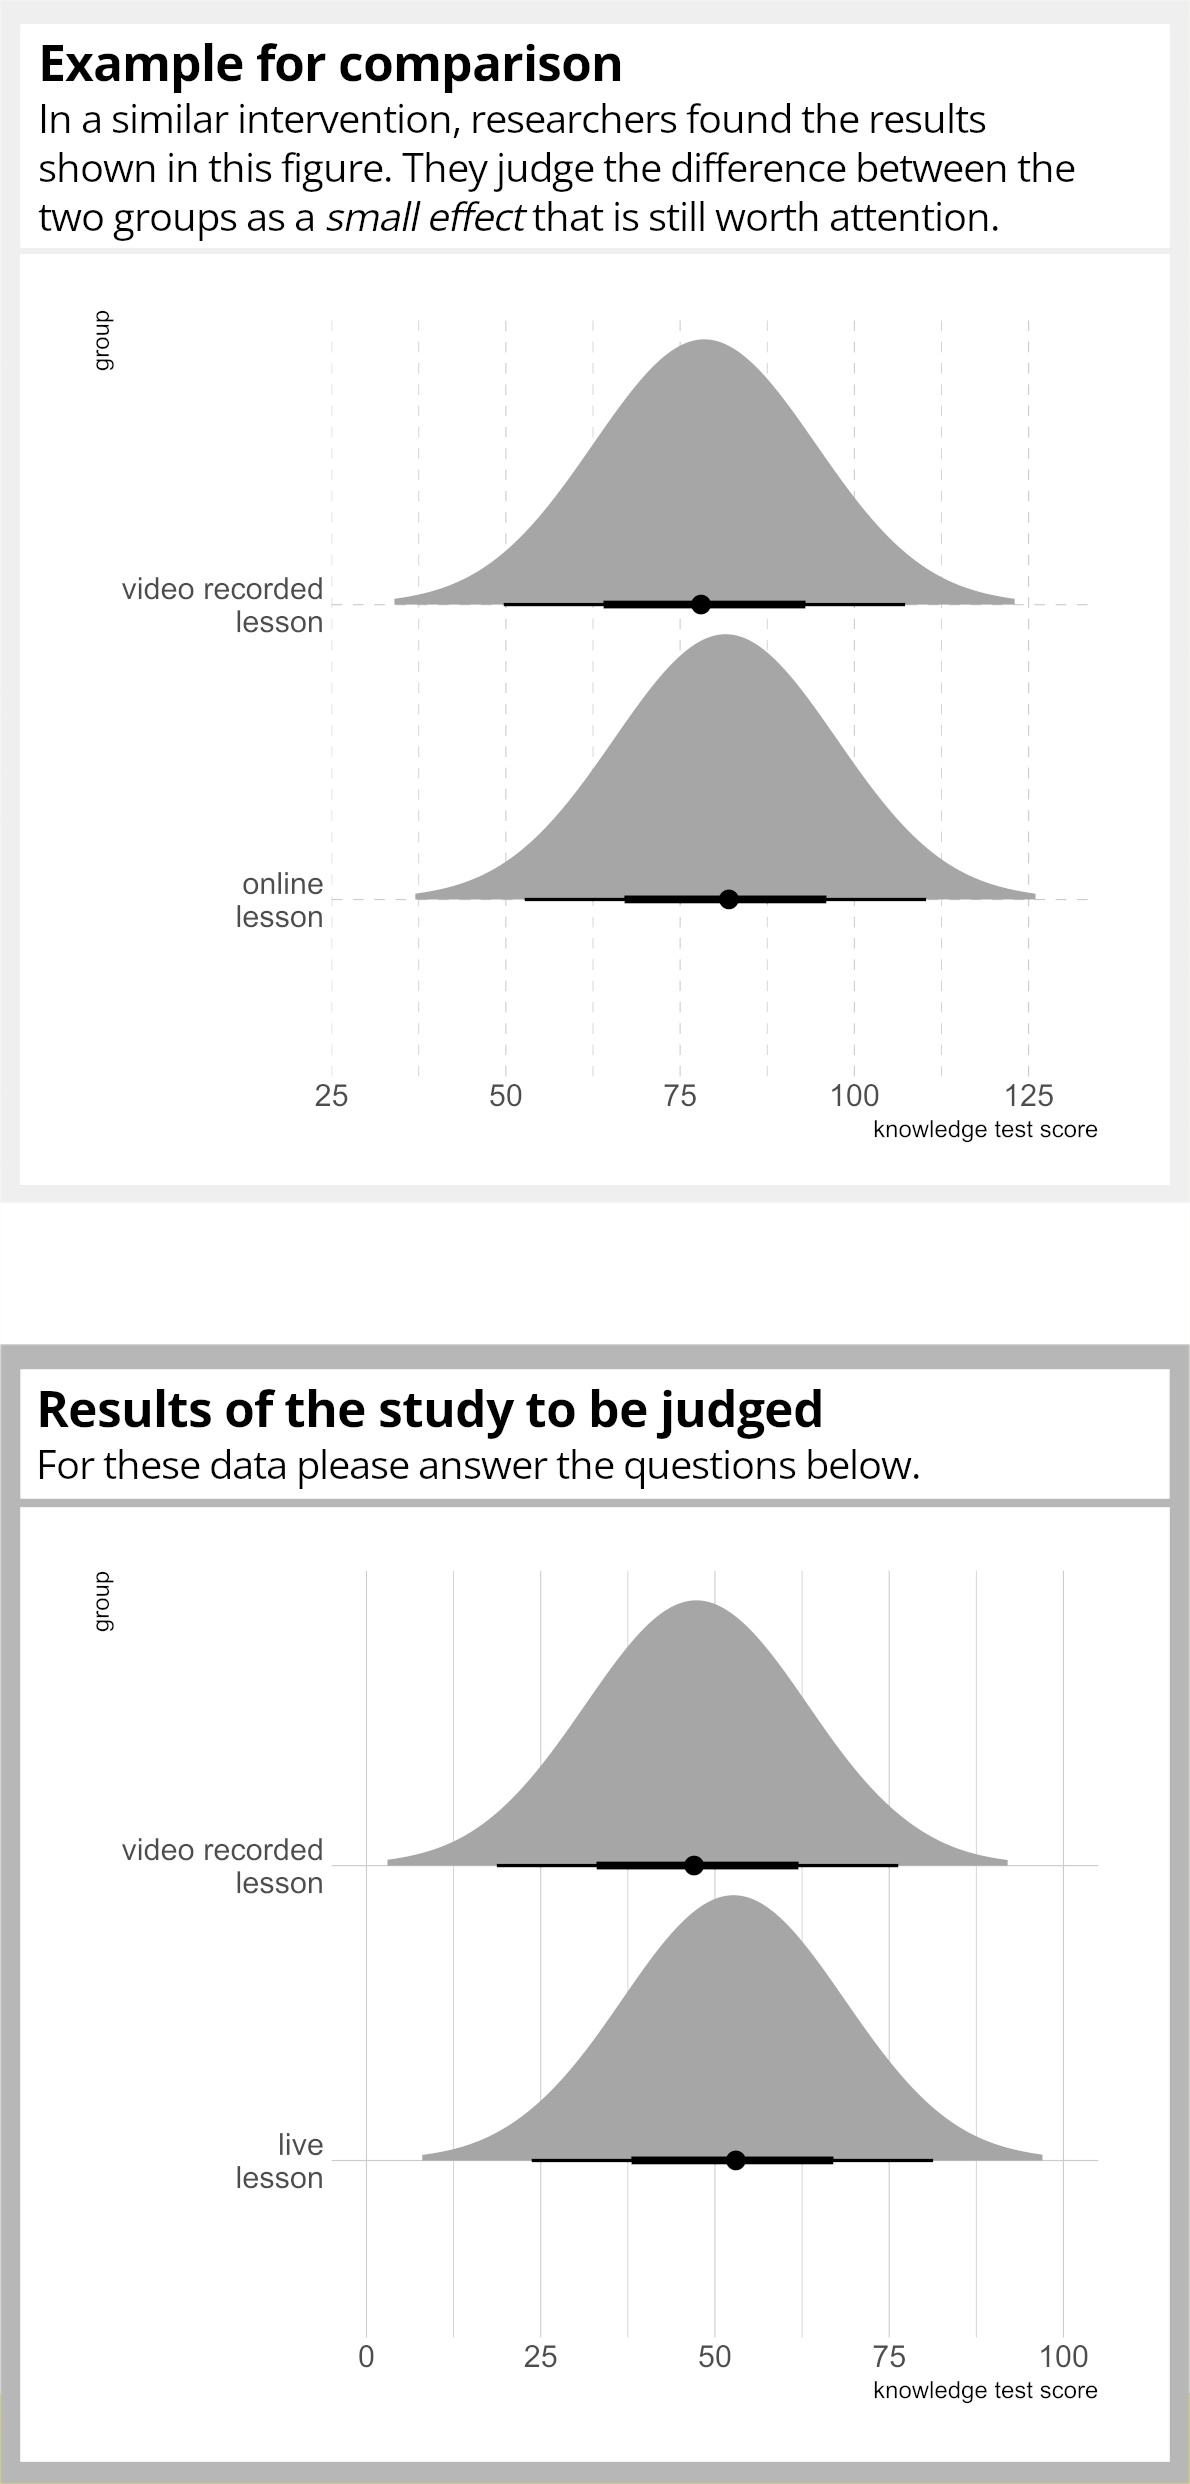 Example for comparison
In a similar intervention, researchers found the results
shown in this figure. They judge the difference between the
two groups as a small effect that is still worth attention.
group
video recorded
lesson
online
lesson
25 50 75 100 125
knowledge test score
Results of the study to be judged
For these data please answer the questions below.
group
video recorded
lesson
live
lesson
0 25 50 75 100
knowledge test score